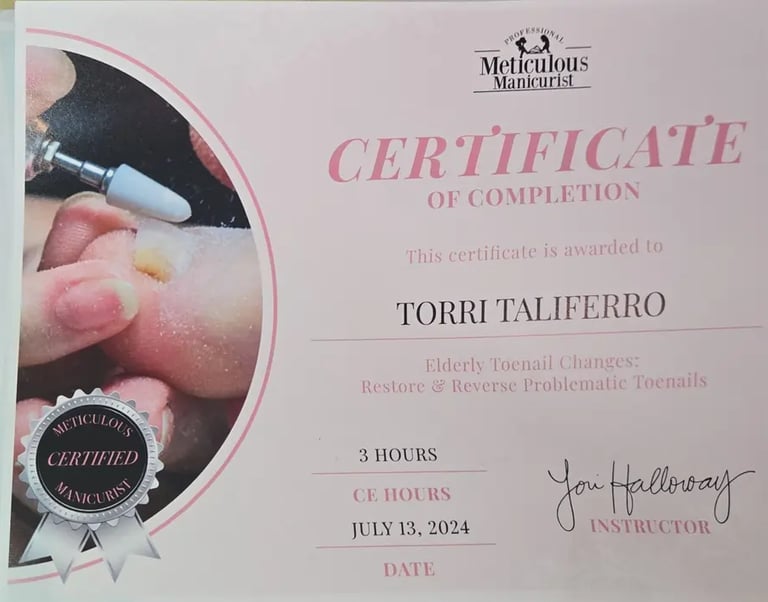 PROFESSIONAL
Meticulous
Manicurist
CERTIFICATE
OF COMPLETION
This certificate is awarded to
TORRI TALIFERRO
Elderly Toenail Changes:
Restore & Reverse Problematic Toenails
METICULOUS
CERTIFIED
MANICURIST
3 HOURS
CE HOURS
JULY 13, 2024
DATE
Yori Halloway
INSTRUCTOR